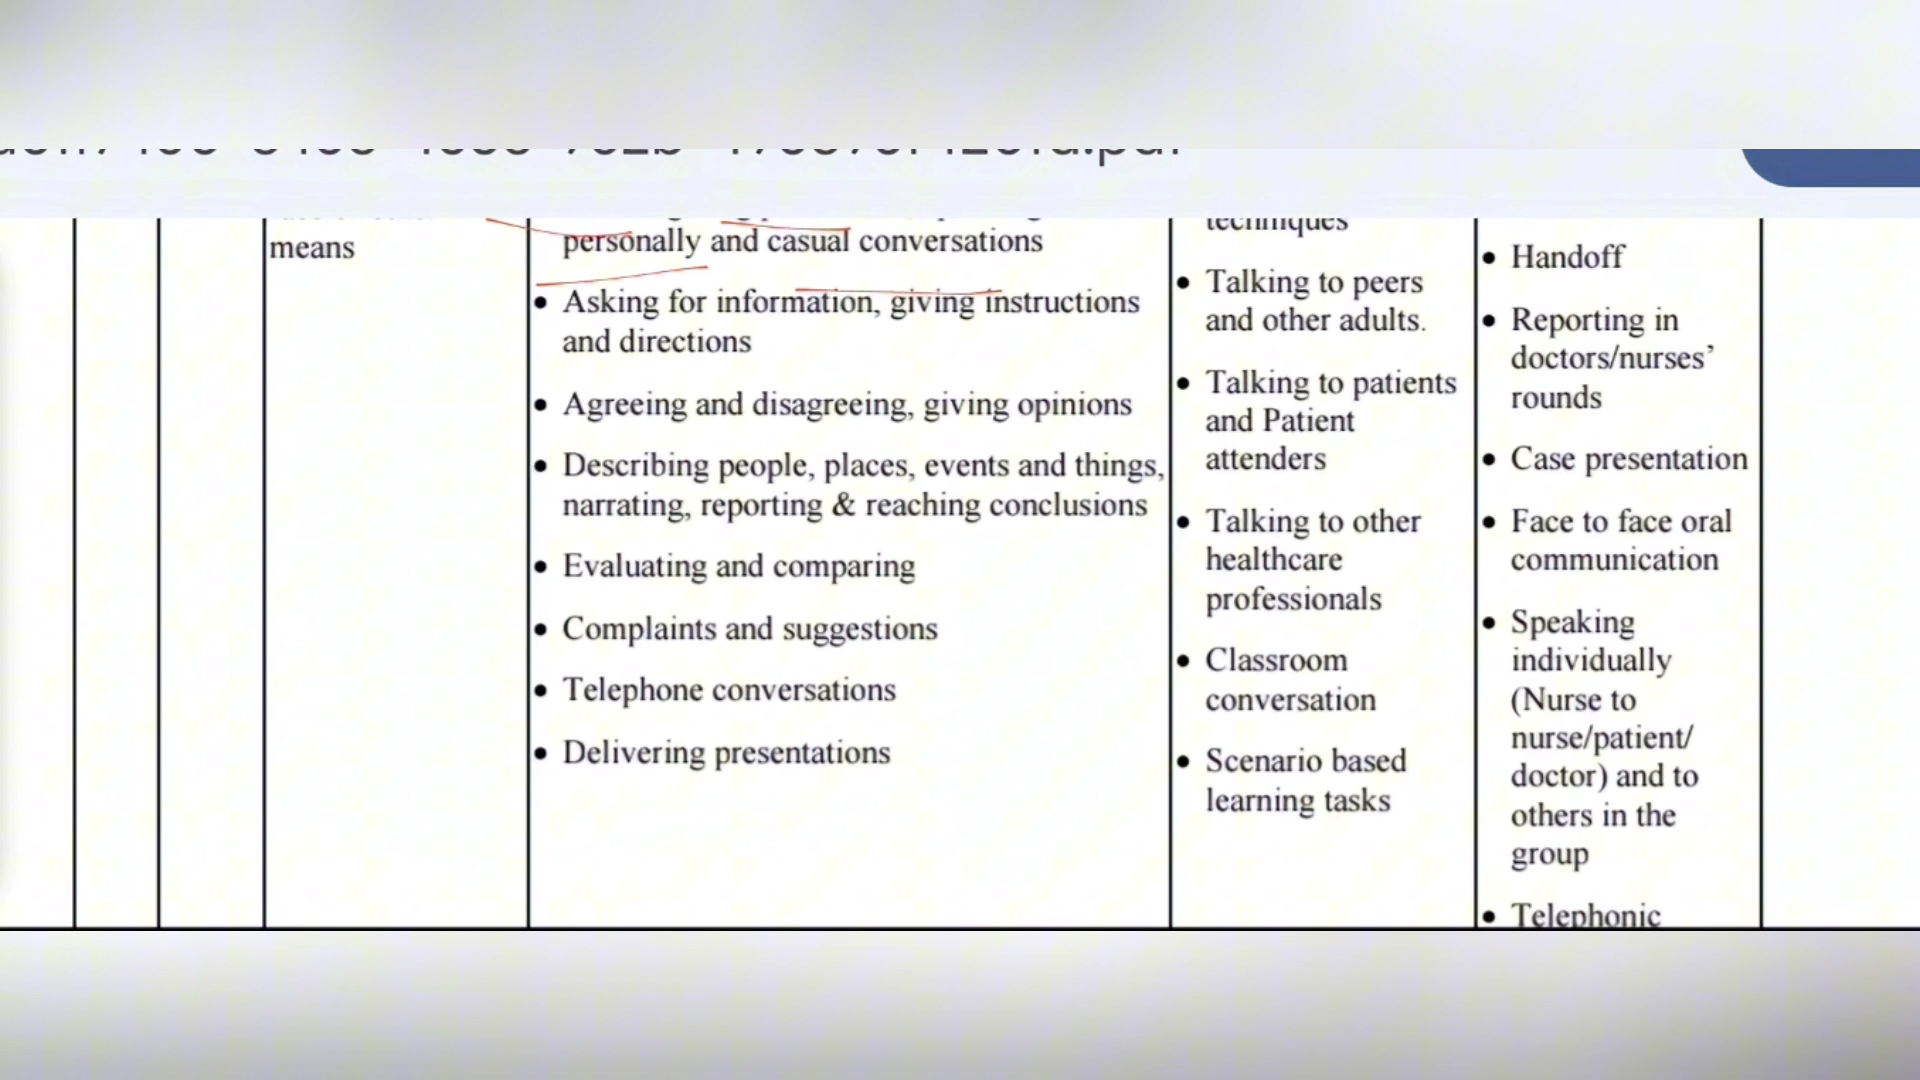 means
personally and casual conversations
• Asking for information, giving instructions
and directions
• Agreeing and disagreeing, giving opinions
• Describing people, places, events and things,
narrating, reporting & reaching conclusions
• Evaluating and comparing
• Complaints and suggestions
• Telephone conversations
• Delivering presentations
techniques
• Talking to peers
and other adults.
• Talking to patients
and Patient
attenders
• Talking to other
healthcare
professionals
• Classroom
conversation
• Scenario based
learning tasks
• Handoff
• Reporting in
doctors/nurses’
rounds
• Case presentation
• Face to face oral
communication
• Speaking
individually
(Nurse to
nurse/patient/
doctor) and to
others in the
group
• Telephonic